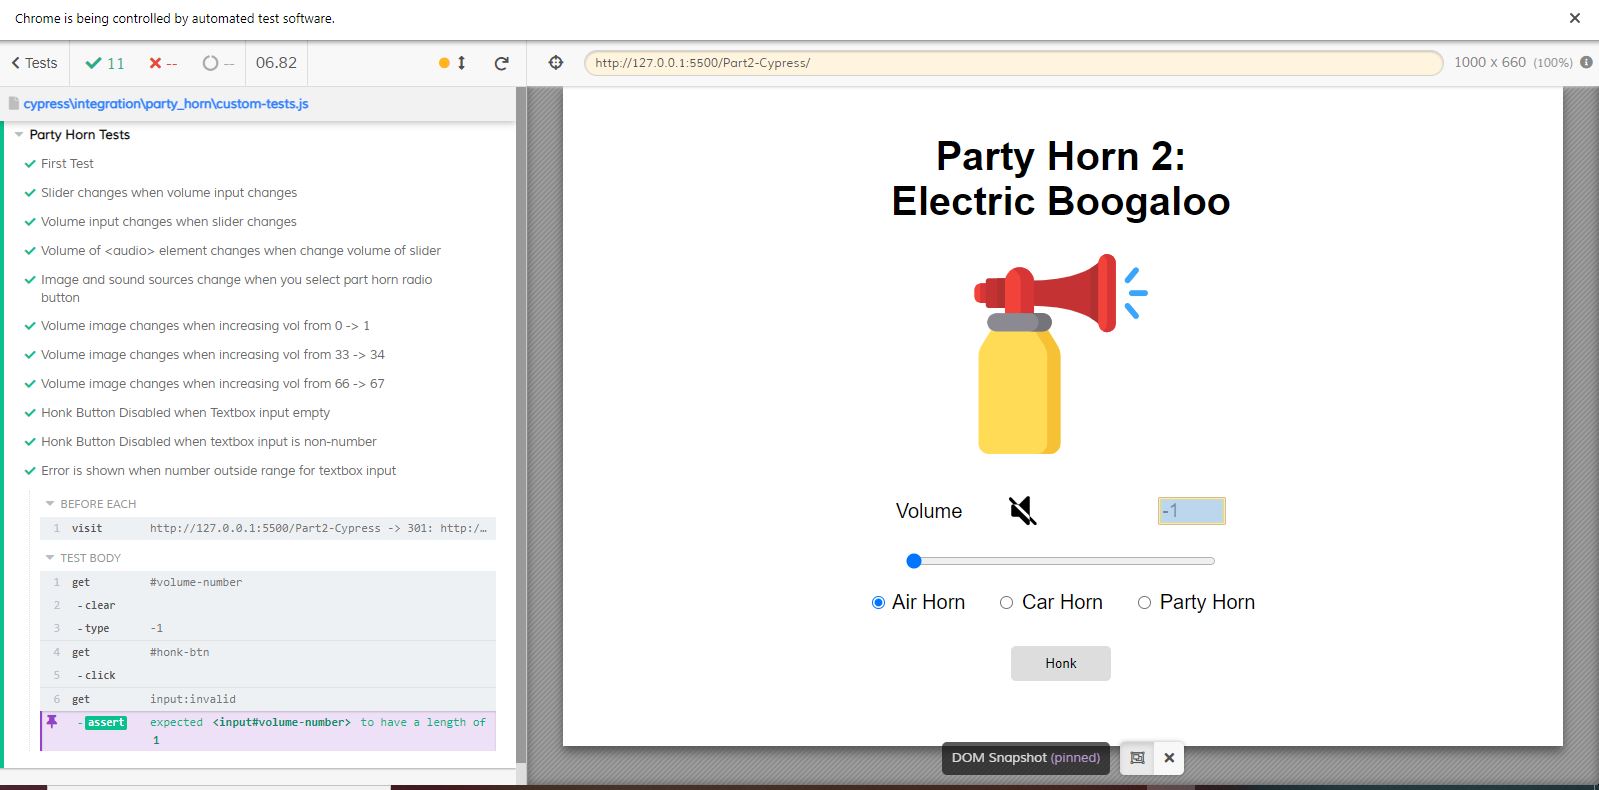 Chrome is being controlled by automated test software.
Tests 11 -- -- 06.82
http://127.0.0.1:5500/Part2-Cypress/ 1000 x 660 (100%)
cypress\integration\party_horn\custom-tests.js
Party Horn Tests
First Test
Slider changes when volume input changes
Volume input changes when slider changes
Volume of <audio> element changes when change volume of slider
Image and sound sources change when you select part horn radio
button
Volume image changes when increasing vol from 0 -> 1
Volume image changes when increasing vol from 33 -> 34
Volume image changes when increasing vol from 66 -> 67
Honk Button Disabled when Textbox input empty
Honk Button Disabled when textbox input is non-number
Error is shown when number outside range for textbox input
BEFORE EACH
1 visit http://127.0.0.1:5500/Part2-Cypress -> 301: http:/…
TEST BODY
1 get #volume-number
2 - clear
3 - type -1
4 get #honk-btn
5 - click
6 get input:invalid
- assert expected <input#volume-number> to have a length of
1
Party Horn 2:
Electric Boogaloo
Volume -1
Air Horn Car Horn Party Horn
Honk
DOM Snapshot (pinned)